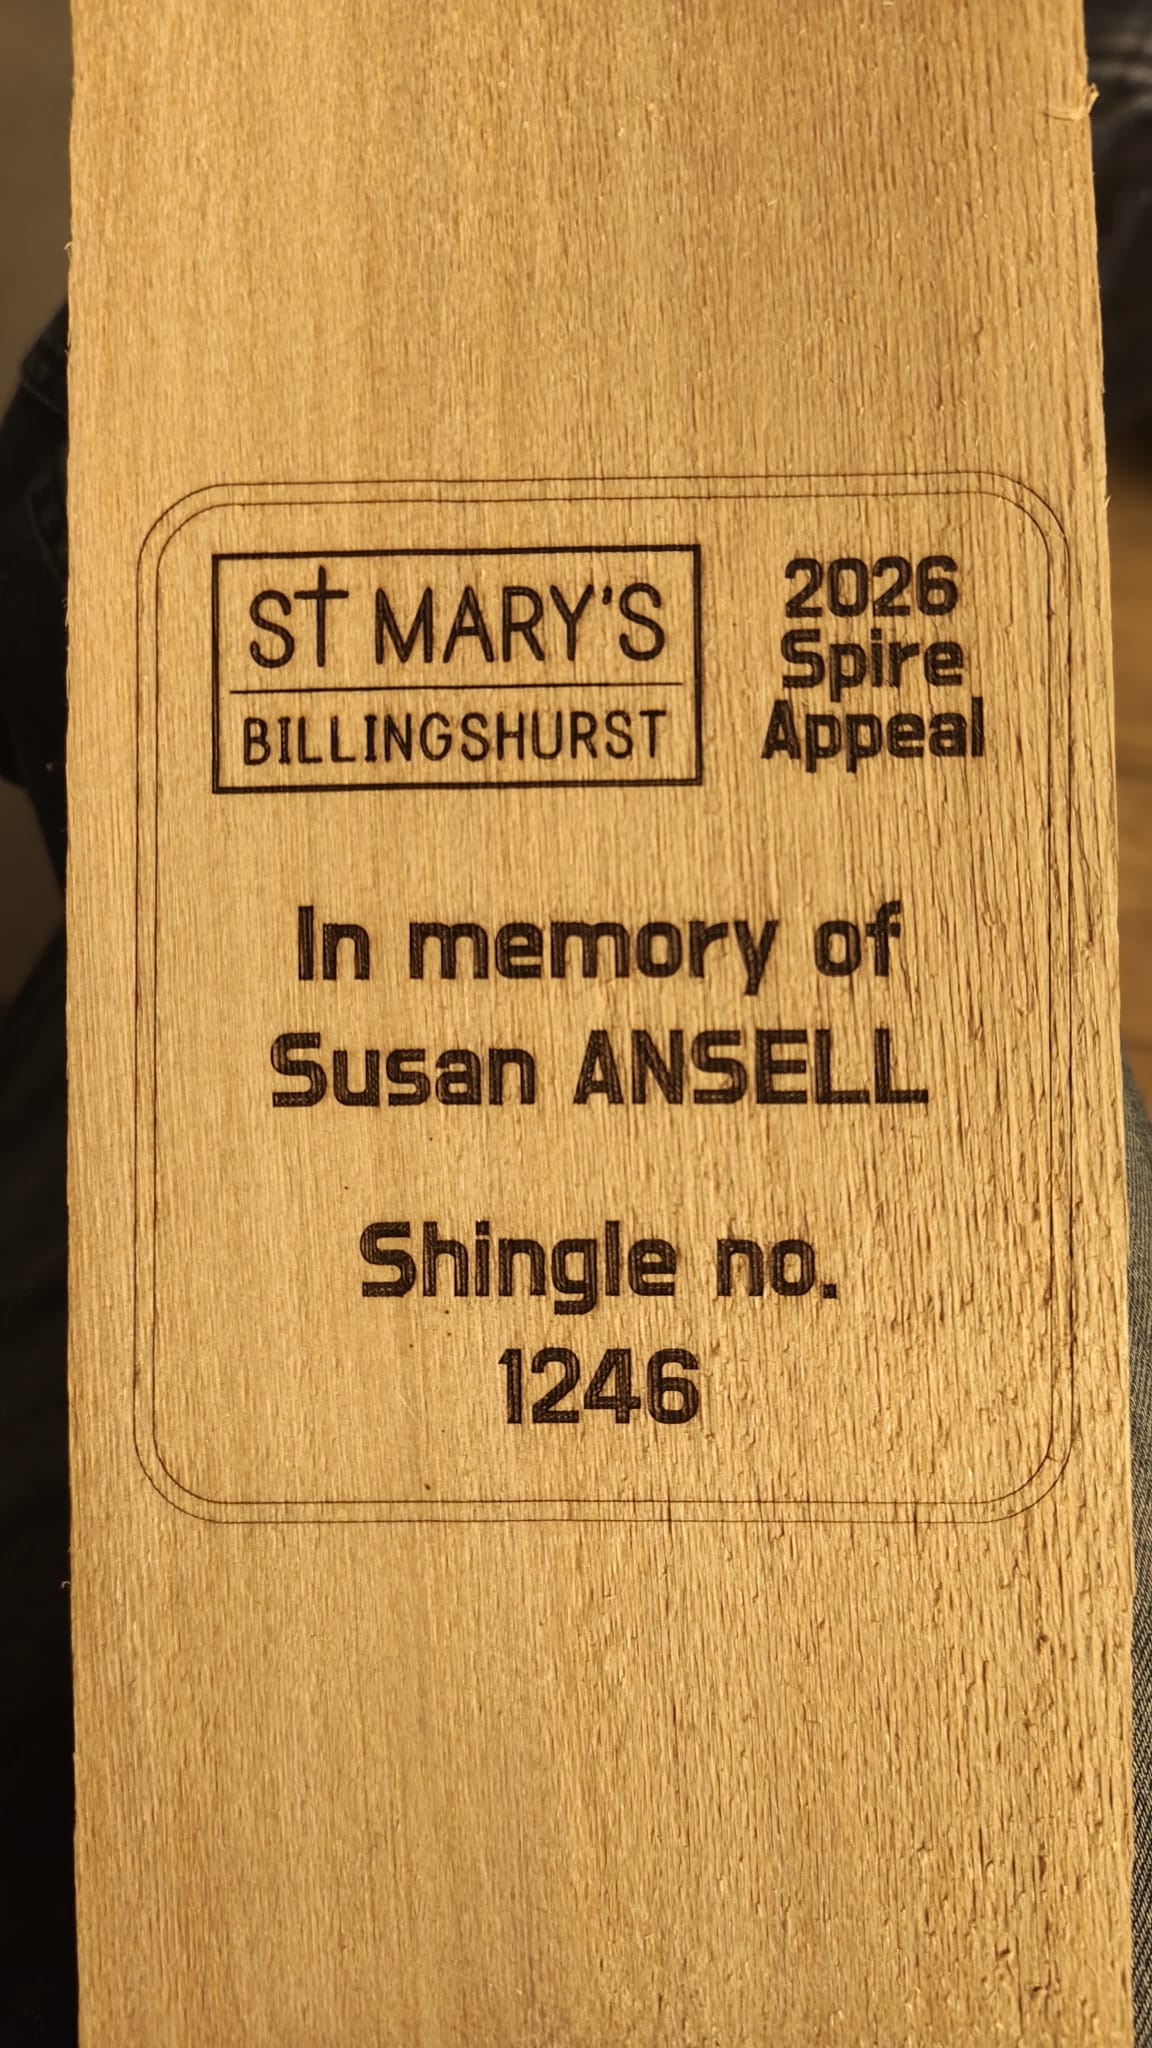 St MARY'S
BILLINGSHURST
2026
Spire
Appeal
In memory of
Susan ANSELL
Shingle no.
1246